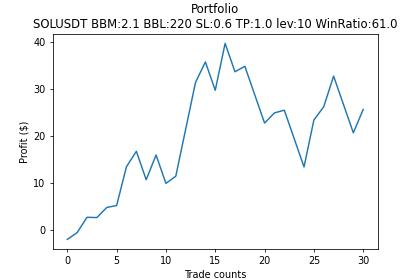 Portfolio
SOLUSDT BBM:2.1 BBL:220 SL:0.6 TP:1.0 lev:10 WinRatio:61.0
40
30
20
10
0
Profit ($)
0 5 10 15 20 25 30
Trade counts